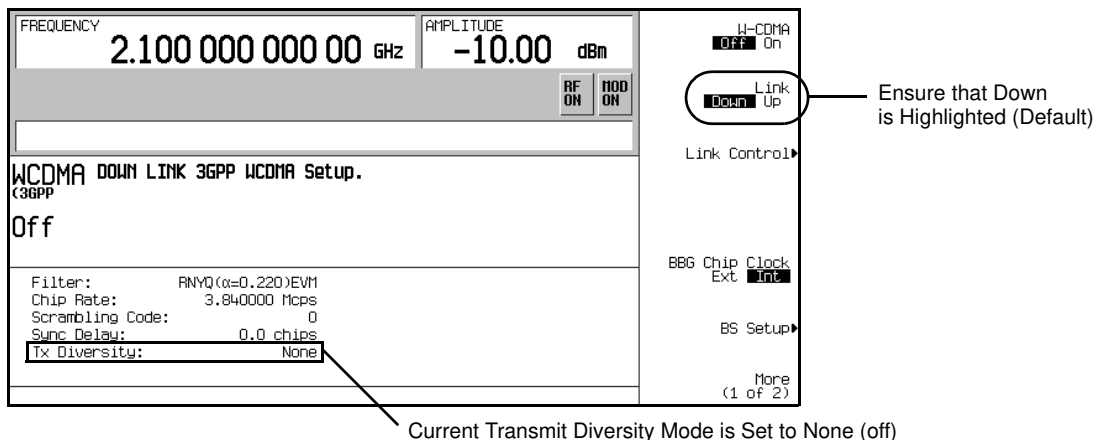 FREQUENCY
2.100 000 000 00 GHz
AMPLITUDE
-10.00 dBm
RF ON
MOD ON
WCDMA DOWN LINK 3GPP WCDMA Setup.
(3GPP
Off
Filter: RNYQ(α=0.220)EVM
Chip Rate: 3.840000 Mcps
Scrambling Code: 0
Sync Delay: 0.0 chips
Tx Diversity: None
W-CDMA
Off On
Link
Down Up
Link Control
BBG Chip Clock
Ext Int
BS Setup
More
(1 of 2)
Ensure that Down
is Highlighted (Default)
Current Transmit Diversity Mode is Set to None (off)